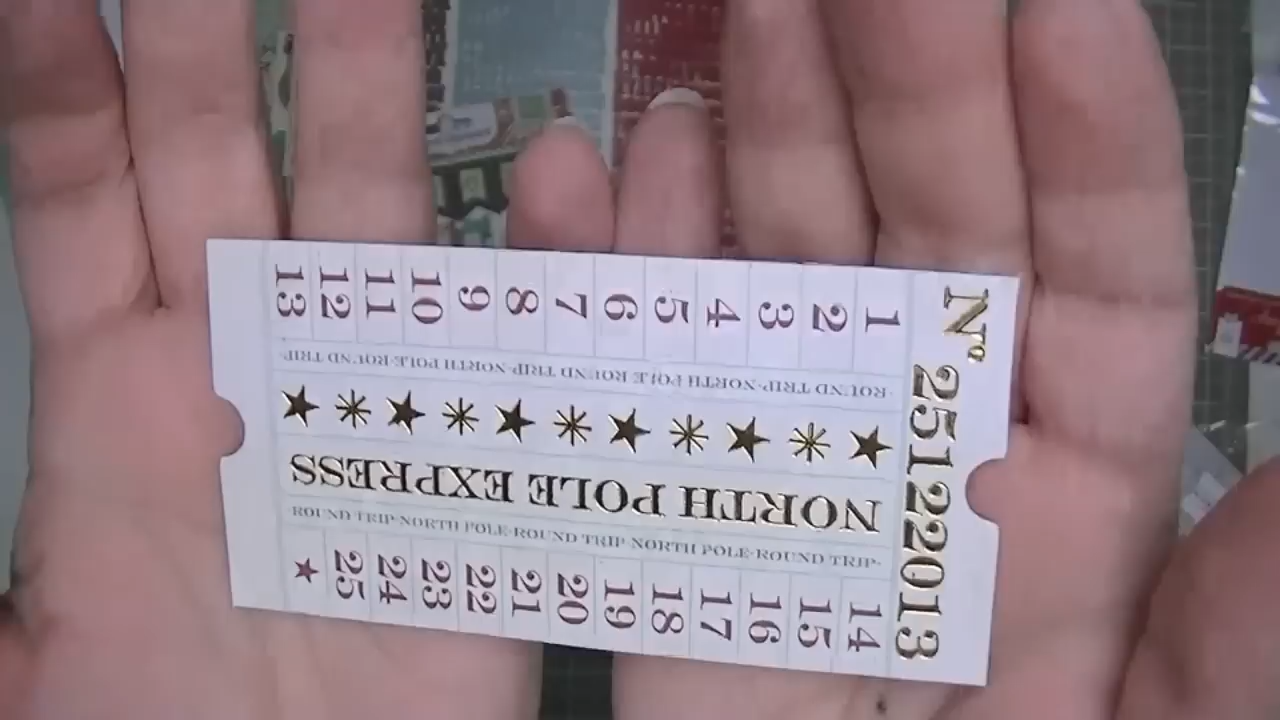 Nº 25122013
1 2 3 4 5 6 7 8 9 10 11 12 13
·ROUND TRIP·NORTH POLE·ROUND TRIP·NORTH POLE·ROUND TRIP·
NORTH POLE EXPRESS
ROUND TRIP·NORTH POLE·ROUND TRIP·NORTH POLE·ROUND TRIP·
14 15 16 17 18 19 20 21 22 23 24 25